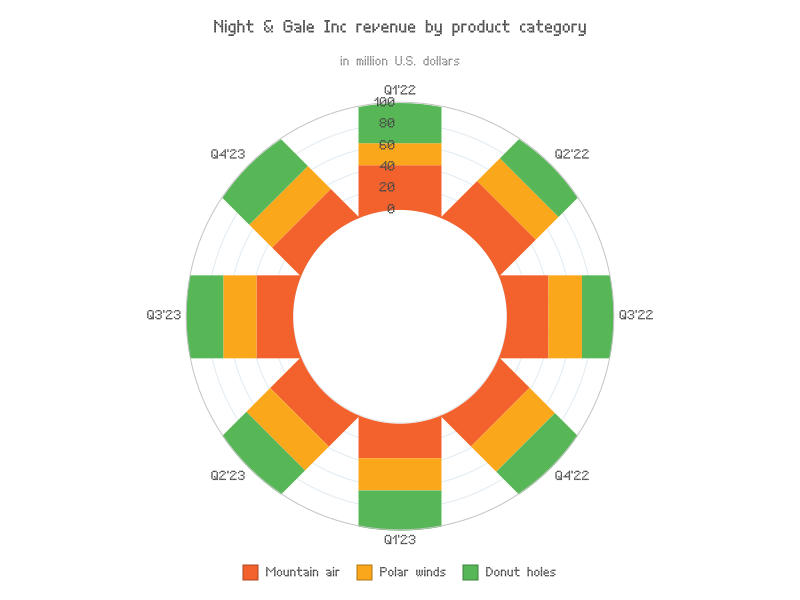 Night & Gale Inc revenue by product category
in million U.S. dollars
Q1'22
100
80
60
40
20
0
Q4'23
Q2'22
Q3'23
Q3'22
Q2'23
Q4'22
Q1'23
Mountain air
Polar winds
Donut holes